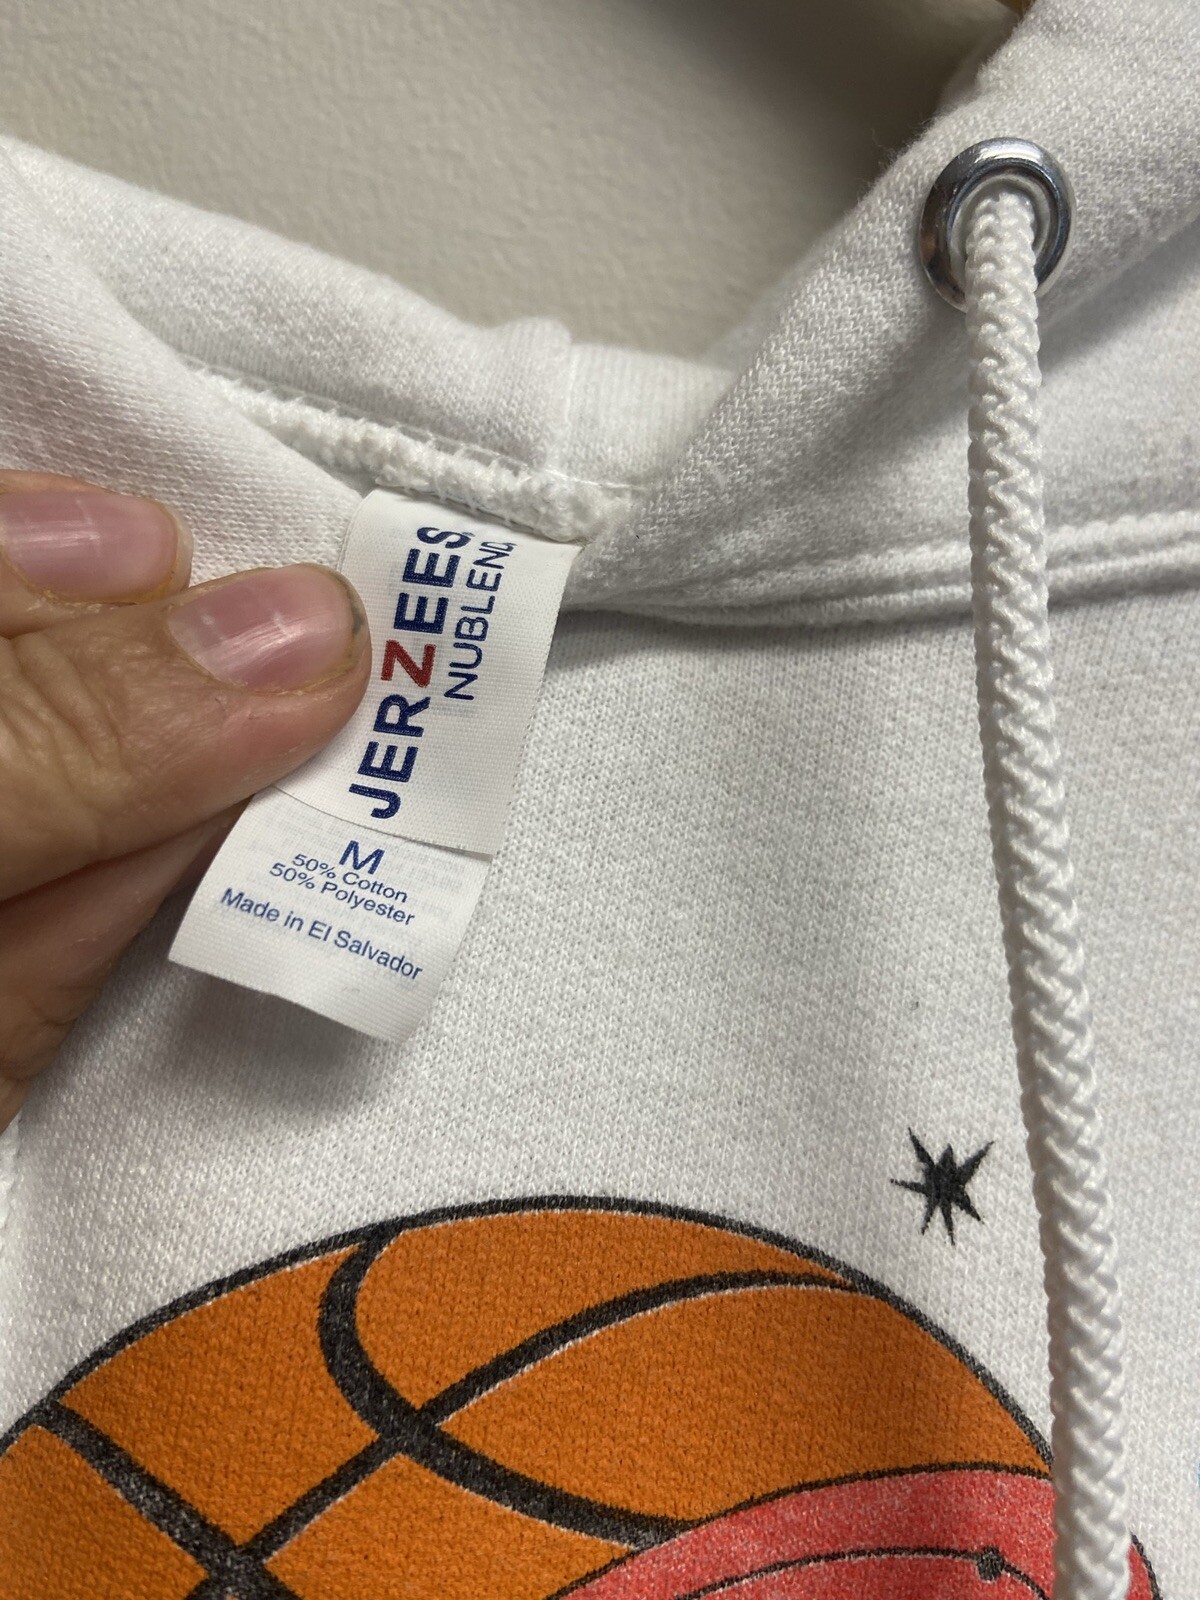 JERZEES
NUBLEND
M
50% Cotton
50% Polyester
Made in El Salvador